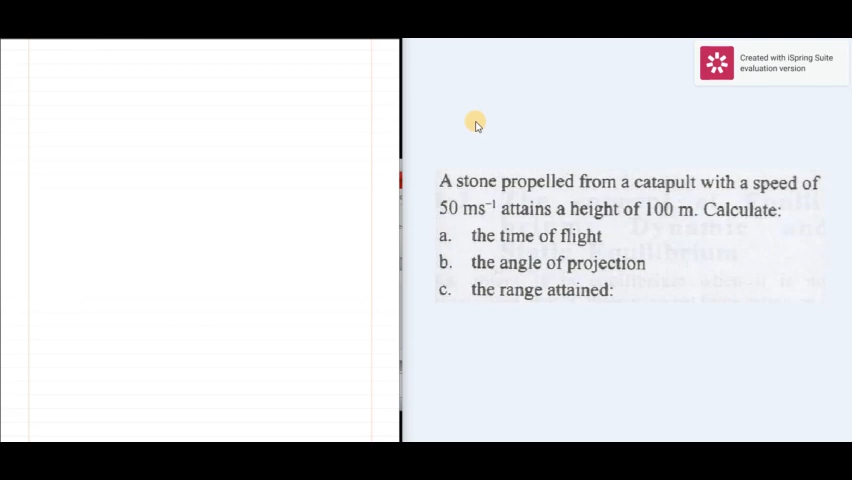 Created with iSpring Suite
evaluation version
A stone propelled from a catapult with a speed of
50 ms⁻¹ attains a height of 100 m. Calculate:
a. the time of flight
b. the angle of projection
c. the range attained: